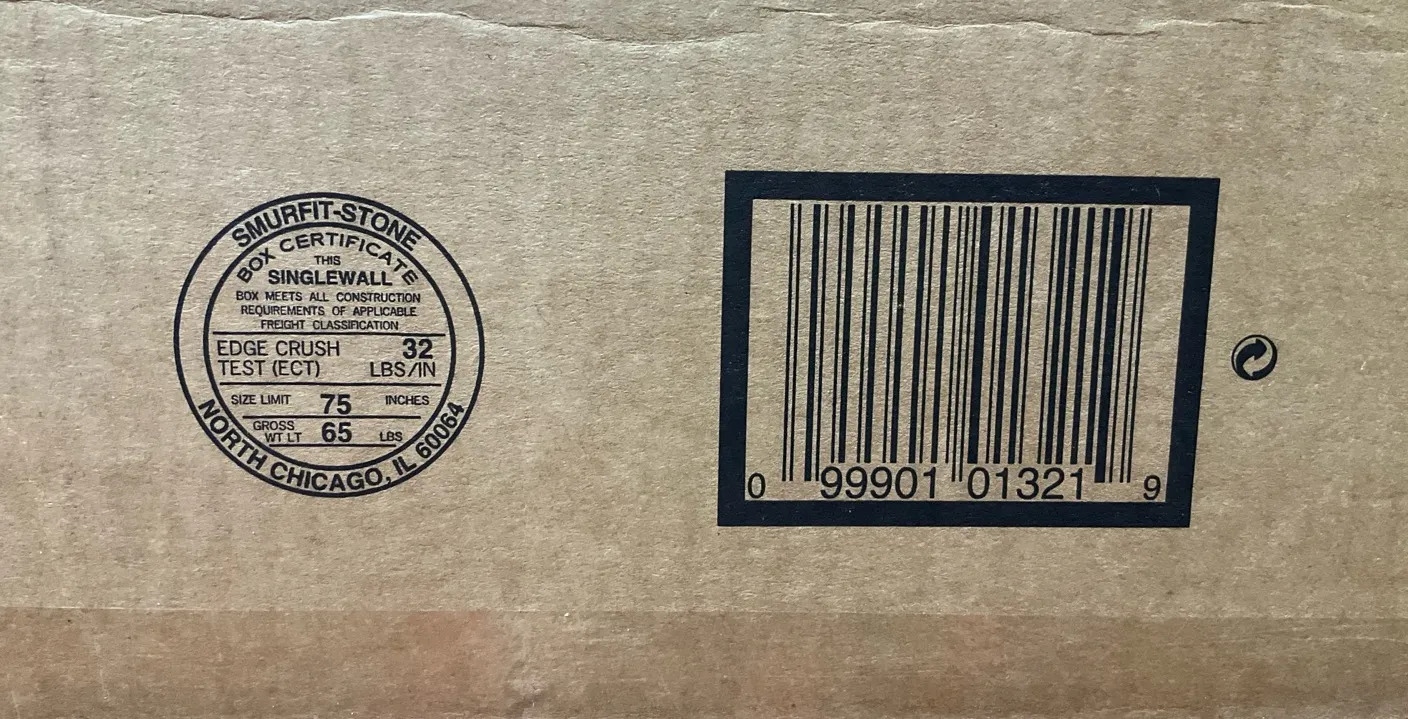 SMURFIT-STONE
BOX CERTIFICATE
THIS
SINGLEWALL
BOX MEETS ALL CONSTRUCTION
REQUIREMENTS OF APPLICABLE
FREIGHT CLASSIFICATION
EDGE CRUSH 32
TEST (ECT) LBS/IN
SIZE LIMIT 75 INCHES
GROSS
WT LT 65 LBS
NORTH CHICAGO, IL 60064
0 99901 01321 9